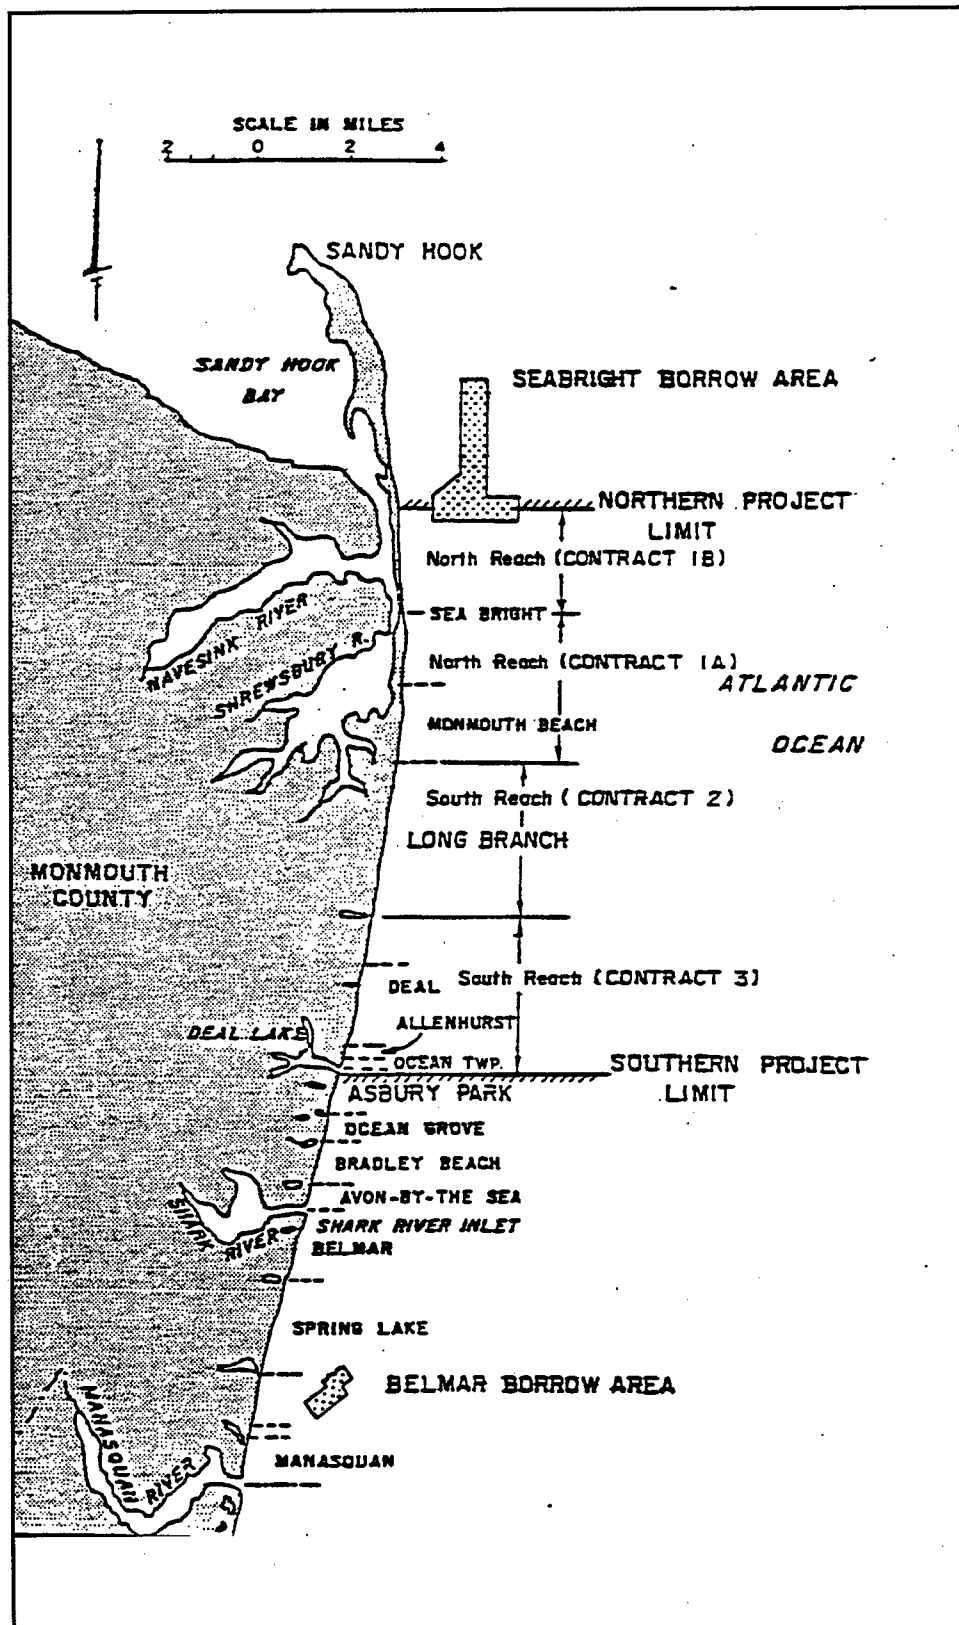 SCALE IN MILES
2 0 2 4
SANDY HOOK
SANDY HOOK
BAY
SEABRIGHT BORROW AREA
NORTHERN PROJECT
LIMIT
North Reach (CONTRACT 1B)
SEA BRIGHT
NAVESINK RIVER
SHREWSBURY R.
North Reach (CONTRACT 1A)
ATLANTIC
MONMOUTH BEACH
OCEAN
South Reach (CONTRACT 2)
LONG BRANCH
MONMOUTH
COUNTY
South Reach (CONTRACT 3)
DEAL
ALLENHURST
DEAL LAKE
OCEAN TWP.
SOUTHERN PROJECT
LIMIT
ASBURY PARK
OCEAN GROVE
BRADLEY BEACH
AVON-BY-THE SEA
SHARK RIVER
SHARK RIVER INLET
BELMAR
SPRING LAKE
BELMAR BORROW AREA
MANASQUAN RIVER
MANASQUAN